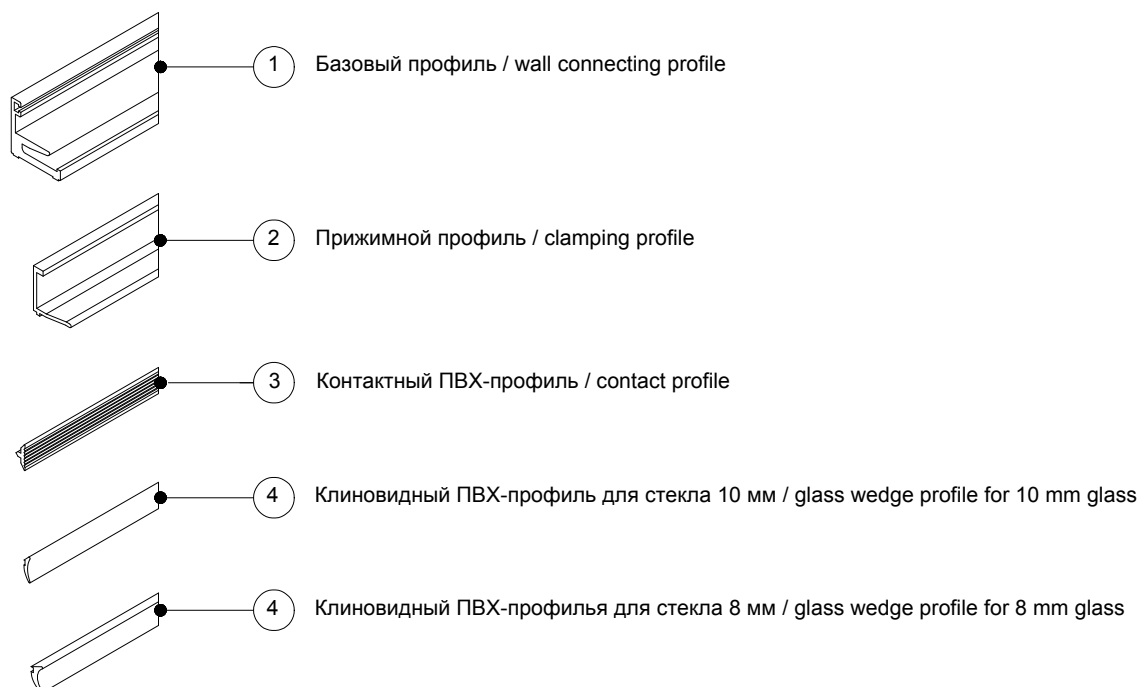 1 Базовый профиль / wall connecting profile
2 Прижимной профиль / clamping profile
3 Контактный ПВХ-профиль / contact profile
4 Клиновидный ПВХ-профиль для стекла 10 мм / glass wedge profile for 10 mm glass
4 Клиновидный ПВХ-профилья для стекла 8 мм / glass wedge profile for 8 mm glass